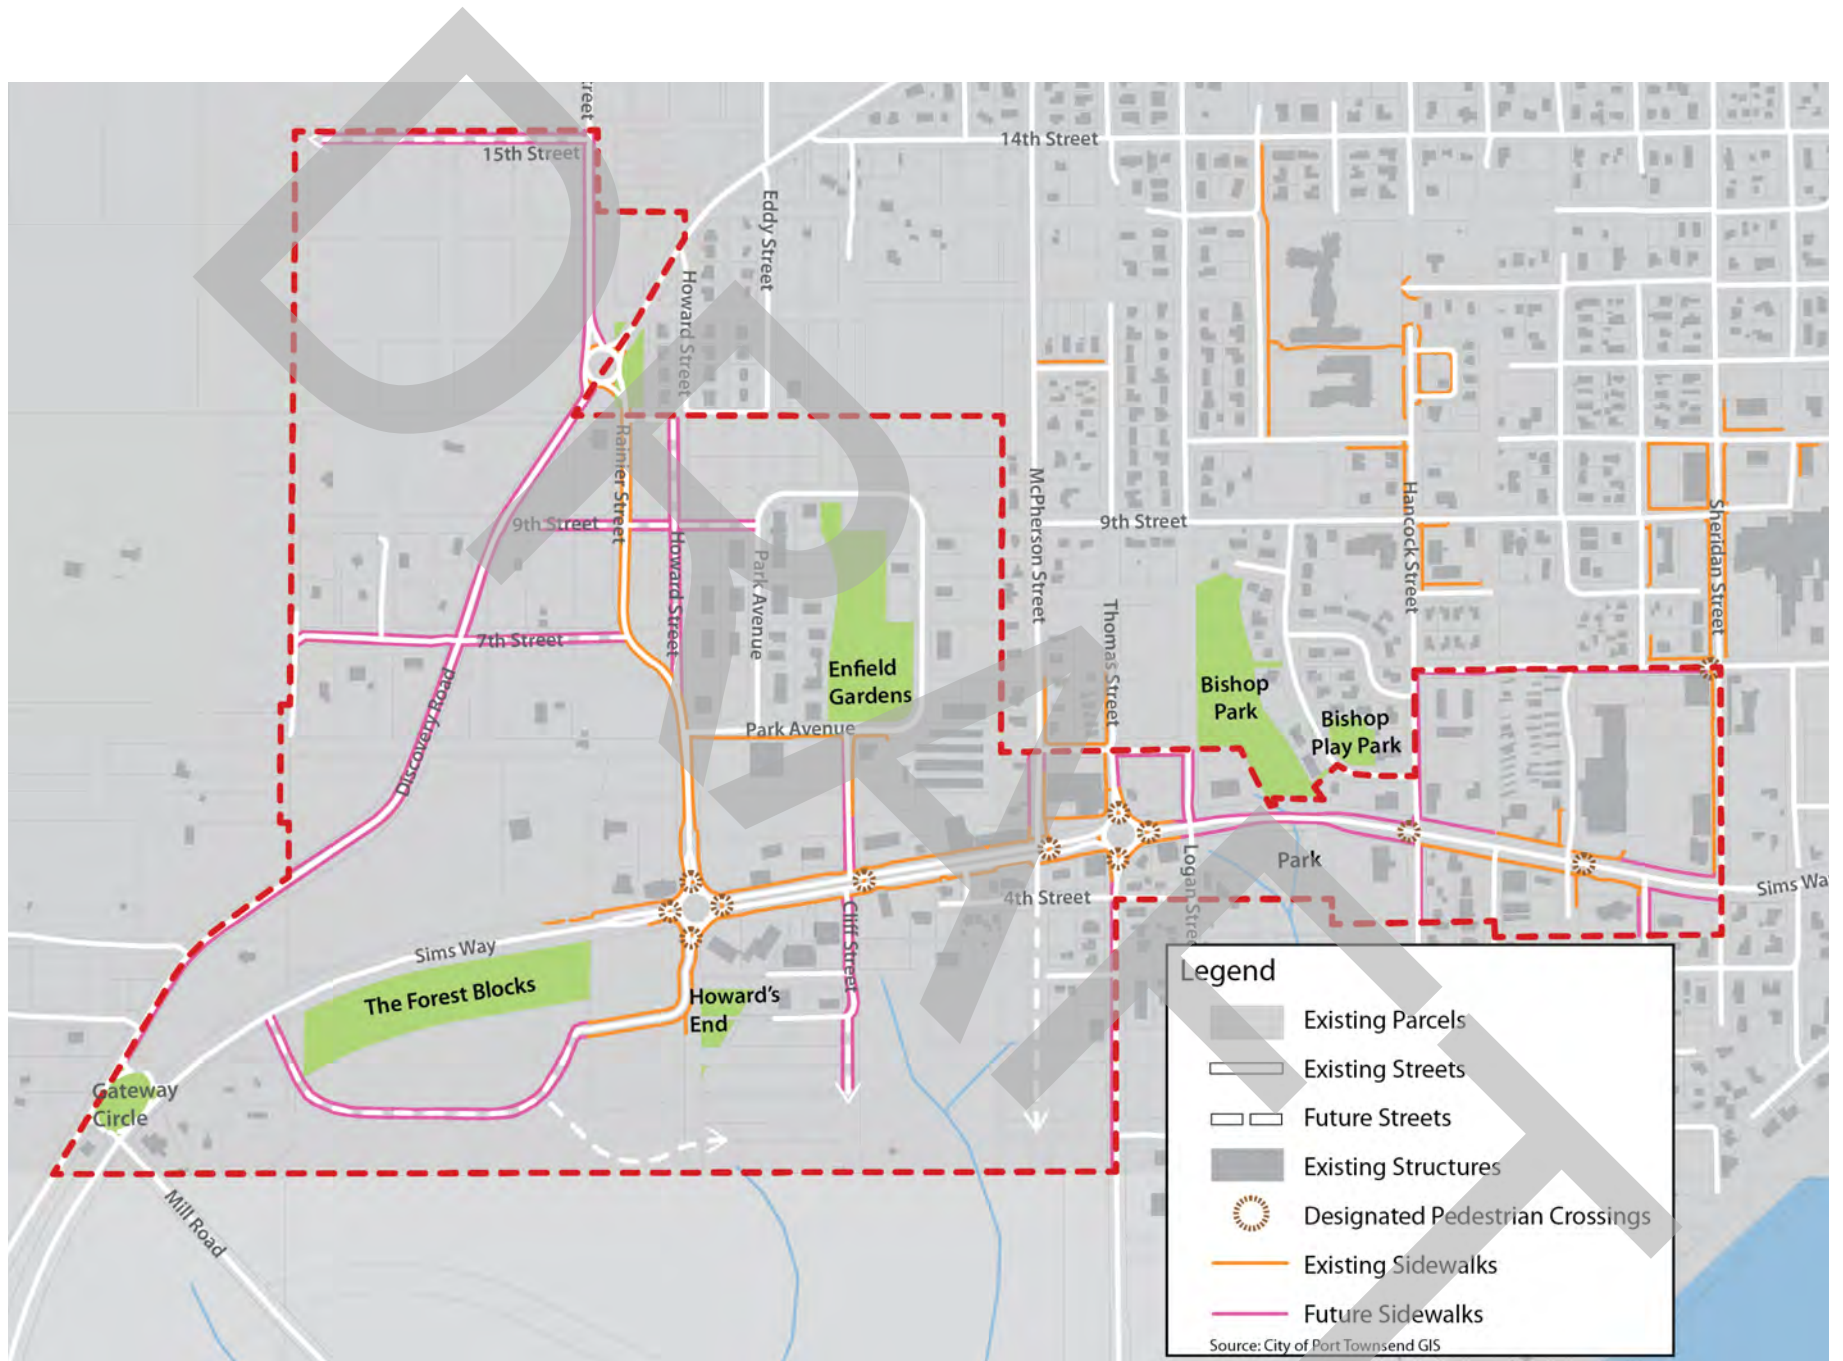 reet
15th Street
14th Street
Eddy Street
Howard Street
Rainier Street
9th Street
Howard Street
Park Avenue
McPherson Street
9th Street
Hancock Street
Sheridan Street
7th Street
Discovery Road
Enfield
Gardens
Thomas Street
Bishop
Park
Bishop
Play Park
Park Avenue
Park
Logan Stree
4th Street
Sims Wa
Cliff Street
Sims Way
The Forest Blocks
Howard's
End
Gateway
Circle
Mill Road
Legend
Existing Parcels
Existing Streets
Future Streets
Existing Structures
Designated Pedestrian Crossings
Existing Sidewalks
Future Sidewalks
Source: City of Port Townsend GIS
DRAFT